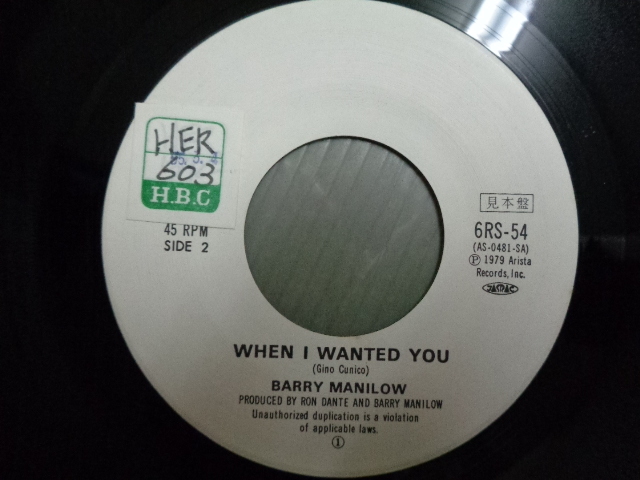 HER
603
H.B.C
45 RPM
SIDE 2
見本盤
6RS-54
(AS-0481-SA)
Ⓟ 1979 Arista
Records, Inc.
JASRAC
WHEN I WANTED YOU
(Gino Cunico)
BARRY MANILOW
PRODUCED BY RON DANTE AND BARRY MANILOW
Unauthorized duplication is a violation
of applicable laws.
①